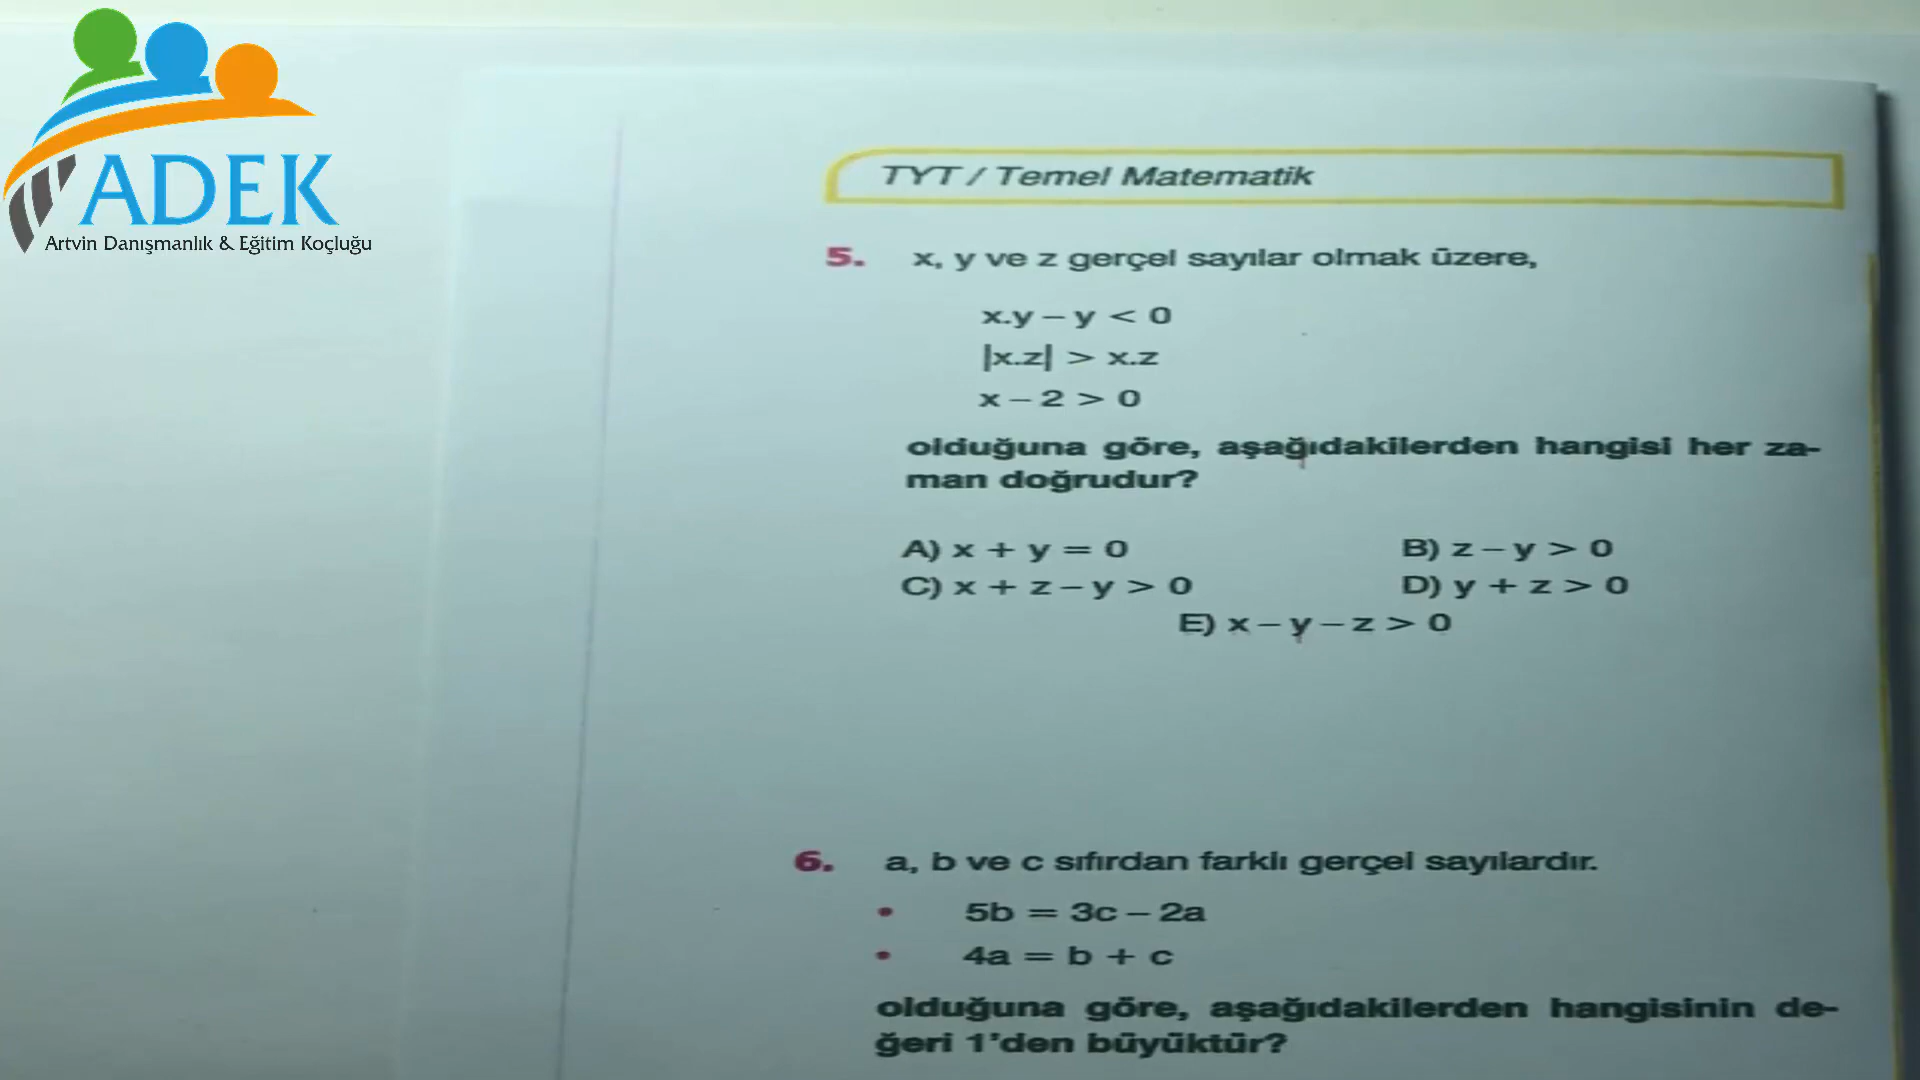 ADEK
Artvin Danışmanlık & Eğitim Koçluğu
TYT / Temel Matematik
5. x, y ve z gerçel sayılar olmak üzere,
x.y – y < 0
|x.z| > x.z
x – 2 > 0
olduğuna göre, aşağıdakilerden hangisi her za-
man doğrudur?
A) x + y = 0 B) z – y > 0
C) x + z – y > 0 D) y + z > 0
E) x – y – z > 0
6. a, b ve c sıfırdan farklı gerçel sayılardır.
• 5b = 3c – 2a
• 4a = b + c
olduğuna göre, aşağıdakilerden hangisinin de-
ğeri 1'den büyüktür?